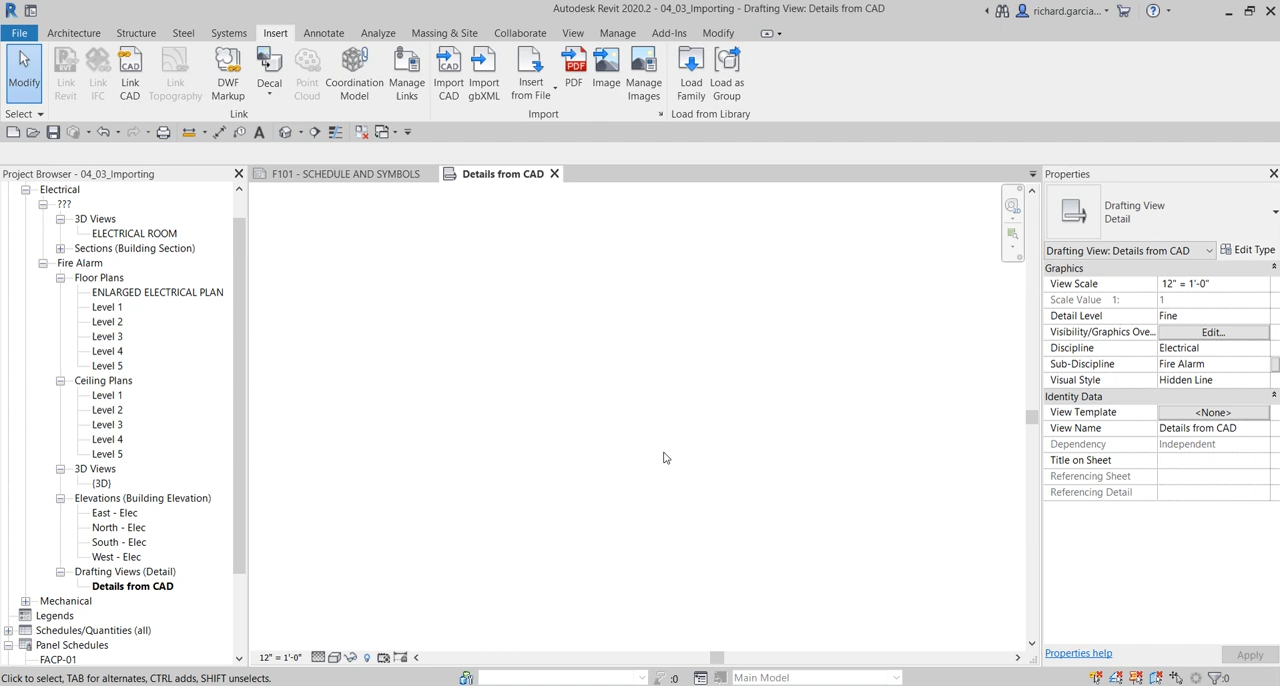 Autodesk Revit 2020.2 - 04_03_Importing - Drafting View: Details from CAD
richard.garcia...
File Architecture Structure Steel Systems Insert Annotate Analyze Massing & Site Collaborate View Manage Add-Ins Modify
Modify
Link Revit
Link IFC
Link CAD
Link Topography
DWF Markup
Decal
Point Cloud
Coordination Model
Manage Links
Import CAD
Import gbXML
Insert from File
PDF
Image
Manage Images
Load Family
Load as Group
Select Link Import Load from Library
Project Browser - 04_03_Importing
F101 - SCHEDULE AND SYMBOLS
Details from CAD
Properties
Electrical
???
3D Views
ELECTRICAL ROOM
Sections (Building Section)
Fire Alarm
Floor Plans
ENLARGED ELECTRICAL PLAN
Level 1
Level 2
Level 3
Level 4
Level 5
Ceiling Plans
Level 1
Level 2
Level 3
Level 4
Level 5
3D Views
{3D}
Elevations (Building Elevation)
East - Elec
North - Elec
South - Elec
West - Elec
Drafting Views (Detail)
Details from CAD
Mechanical
Legends
Schedules/Quantities (all)
Panel Schedules
FACP-01
Drafting View
Detail
Drafting View: Details from CAD Edit Type
Graphics
View Scale 12" = 1'-0"
Scale Value 1: 1
Detail Level Fine
Visibility/Graphics Ove... Edit...
Discipline Electrical
Sub-Discipline Fire Alarm
Visual Style Hidden Line
Identity Data
View Template <None>
View Name Details from CAD
Dependency Independent
Title on Sheet
Referencing Sheet
Referencing Detail
Properties help Apply
12" = 1'-0"
Click to select, TAB for alternates, CTRL adds, SHIFT unselects.
:0
Main Model
:0